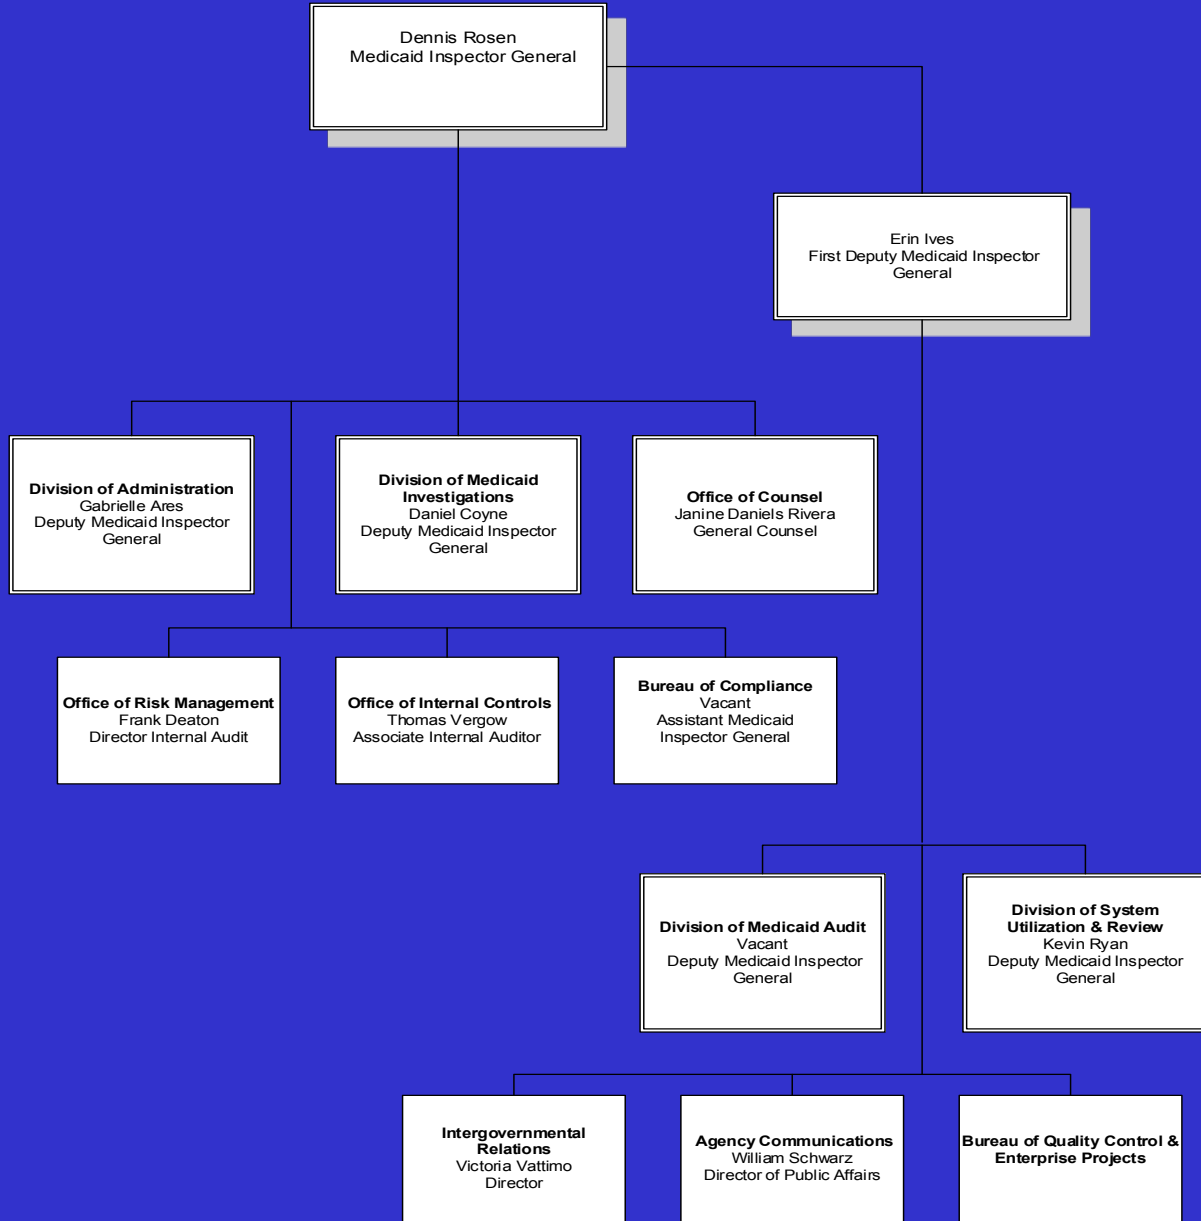 Dennis Rosen
Medicaid Inspector General
Erin Ives
First Deputy Medicaid Inspector
General
Division of Administration
Gabrielle Ares
Deputy Medicaid Inspector
General
Division of Medicaid
Investigations
Daniel Coyne
Deputy Medicaid Inspector
General
Office of Counsel
Janine Daniels Rivera
General Counsel
Office of Risk Management
Frank Deaton
Director Internal Audit
Office of Internal Controls
Thomas Vergow
Associate Internal Auditor
Bureau of Compliance
Vacant
Assistant Medicaid
Inspector General
Division of Medicaid Audit
Vacant
Deputy Medicaid Inspector
General
Division of System
Utilization & Review
Kevin Ryan
Deputy Medicaid Inspector
General
Intergovernmental
Relations
Victoria Vattimo
Director
Agency Communications
William Schwarz
Director of Public Affairs
Bureau of Quality Control &
Enterprise Projects